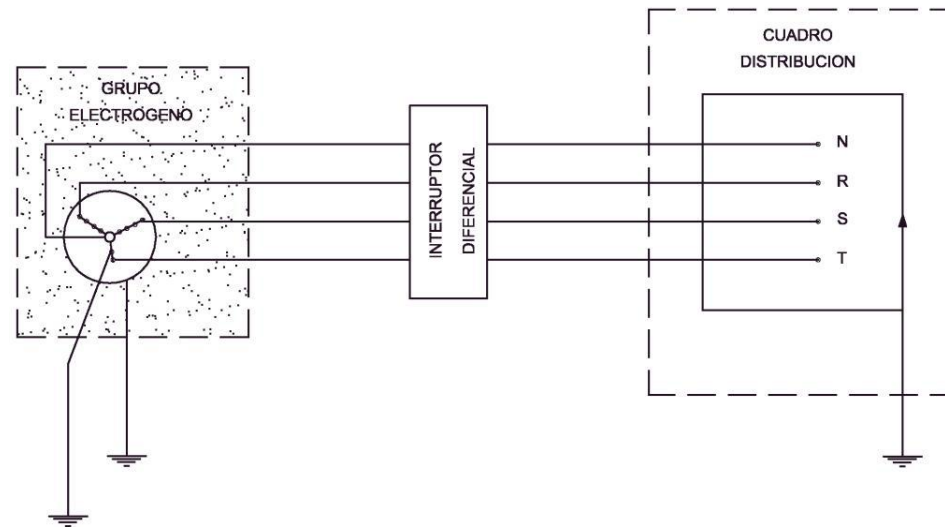 GRUPO
ELECTROGENO
INTERRUPTOR
DIFERENCIAL
CUADRO
DISTRIBUCION
N
R
S
T